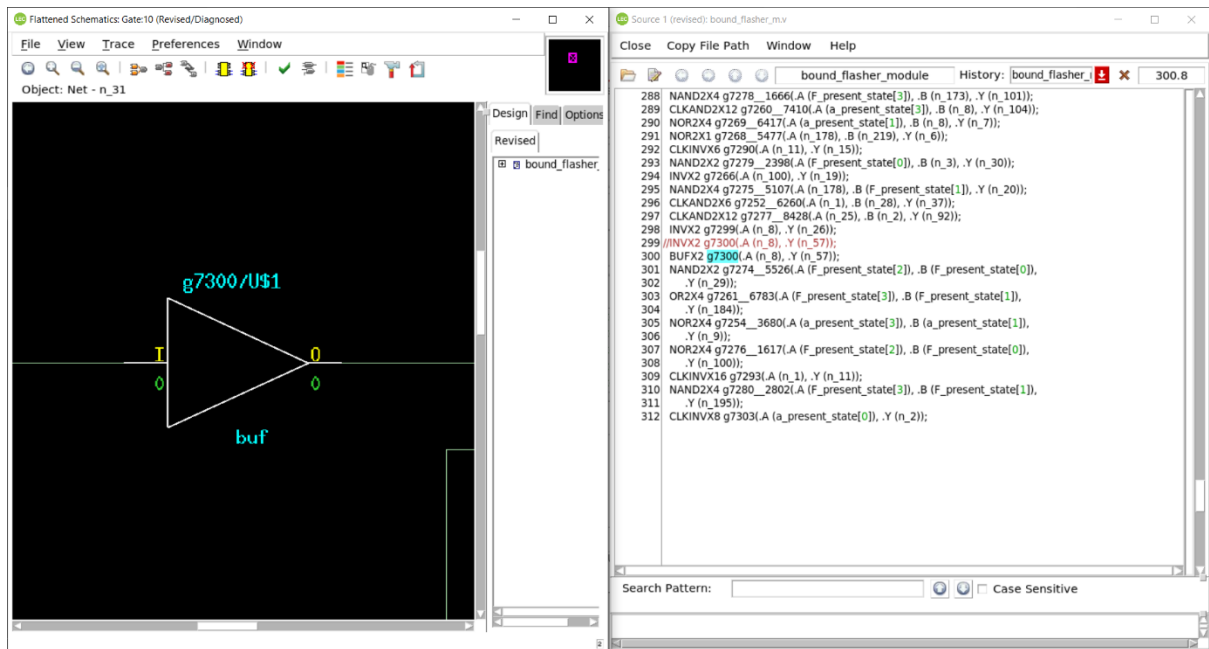 LEC Flattened Schematics: Gate:10 (Revised/Diagnosed)
File View Trace Preferences Window
Object: Net - n_31
Design Find Options
Revised
bound_flasher_
g7300/U$1
I O
0 0
buf
2
LEC Source 1 (revised): bound_flasher_m.v
Close Copy File Path Window Help
bound_flasher_module History: bound_flasher_ 300.8
288 NAND2X4 g7278__1666(.A (F_present_state[3]), .B (n_173), .Y (n_101));
289 CLKAND2X12 g7260__7410(.A (a_present_state[3]), .B (n_8), .Y (n_104));
290 NOR2X4 g7269__6417(.A (a_present_state[1]), .B (n_8), .Y (n_7));
291 NOR2X1 g7268__5477(.A (n_178), .B (n_219), .Y (n_6));
292 CLKINVX6 g7290(.A (n_11), .Y (n_15));
293 NAND2X2 g7279__2398(.A (F_present_state[0]), .B (n_3), .Y (n_30));
294 INVX2 g7266(.A (n_100), .Y (n_19));
295 NAND2X4 g7275__5107(.A (n_178), .B (F_present_state[1]), .Y (n_20));
296 CLKAND2X6 g7252__6260(.A (n_1), .B (n_28), .Y (n_37));
297 CLKAND2X12 g7277__8428(.A (n_25), .B (n_2), .Y (n_92));
298 INVX2 g7299(.A (n_8), .Y (n_26));
299 //INVX2 g7300(.A (n_8), .Y (n_57));
300 BUFX2 g7300(.A (n_8), .Y (n_57));
301 NAND2X2 g7274__5526(.A (F_present_state[2]), .B (F_present_state[0]),
302 .Y (n_29));
303 OR2X4 g7261__6783(.A (F_present_state[3]), .B (F_present_state[1]),
304 .Y (n_184));
305 NOR2X4 g7254__3680(.A (a_present_state[3]), .B (a_present_state[1]),
306 .Y (n_9));
307 NOR2X4 g7276__1617(.A (F_present_state[2]), .B (F_present_state[0]),
308 .Y (n_100));
309 CLKINVX16 g7293(.A (n_1), .Y (n_11));
310 NAND2X4 g7280__2802(.A (F_present_state[3]), .B (F_present_state[1]),
311 .Y (n_195));
312 CLKINVX8 g7303(.A (a_present_state[0]), .Y (n_2));
Search Pattern: Case Sensitive